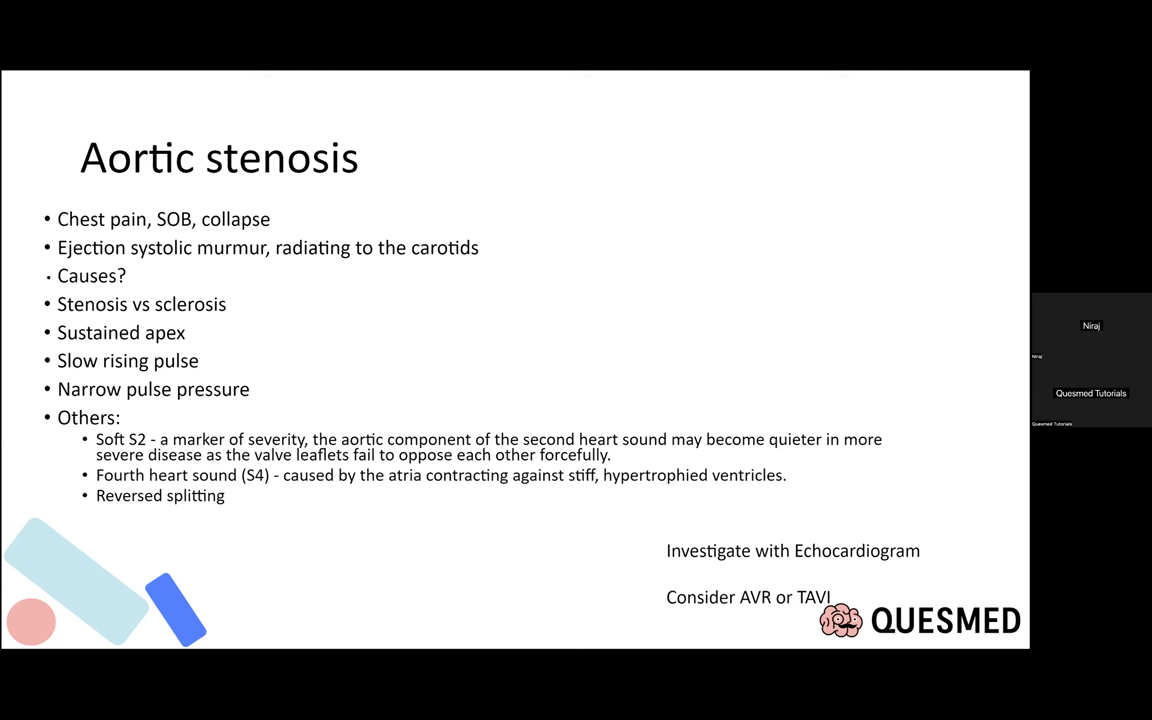 Aortic stenosis
• Chest pain, SOB, collapse
• Ejection systolic murmur, radiating to the carotids
• Causes?
• Stenosis vs sclerosis
• Sustained apex
• Slow rising pulse
• Narrow pulse pressure
• Others:
• Soft S2 - a marker of severity, the aortic component of the second heart sound may become quieter in more
severe disease as the valve leaflets fail to oppose each other forcefully.
• Fourth heart sound (S4) - caused by the atria contracting against stiff, hypertrophied ventricles.
• Reversed splitting
Investigate with Echocardiogram
Consider AVR or TAVI
QUESMED
Niraj
Niraj
Quesmed Tutorials
Quesmed Tutorials